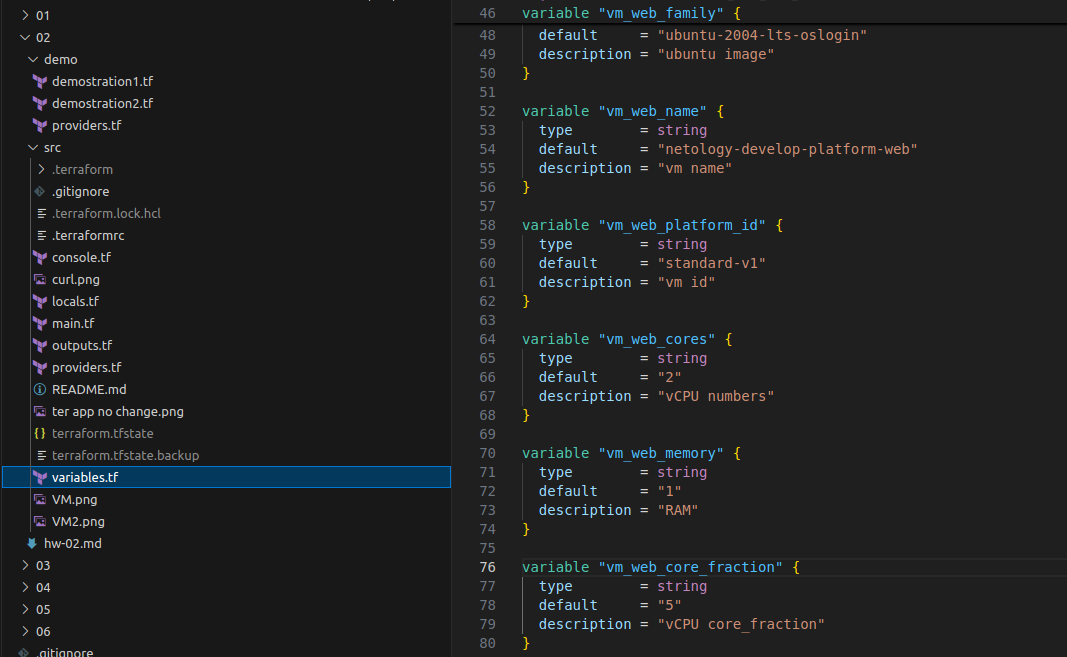 01
02
demo
demostration1.tf
demostration2.tf
providers.tf
src
.terraform
.gitignore
.terraform.lock.hcl
.terraformrc
console.tf
curl.png
locals.tf
main.tf
outputs.tf
providers.tf
README.md
ter app no change.png
{} terraform.tfstate
terraform.tfstate.backup
variables.tf
VM.png
VM2.png
hw-02.md
03
04
05
06
.gitignore
46 variable "vm_web_family" {
48   default     = "ubuntu-2004-lts-oslogin"
49   description = "ubuntu image"
50 }
51
52 variable "vm_web_name" {
53   type        = string
54   default     = "netology-develop-platform-web"
55   description = "vm name"
56 }
57
58 variable "vm_web_platform_id" {
59   type        = string
60   default     = "standard-v1"
61   description = "vm id"
62 }
63
64 variable "vm_web_cores" {
65   type        = string
66   default     = "2"
67   description = "vCPU numbers"
68 }
69
70 variable "vm_web_memory" {
71   type        = string
72   default     = "1"
73   description = "RAM"
74 }
75
76 variable "vm_web_core_fraction" {
77   type        = string
78   default     = "5"
79   description = "vCPU core_fraction"
80 }